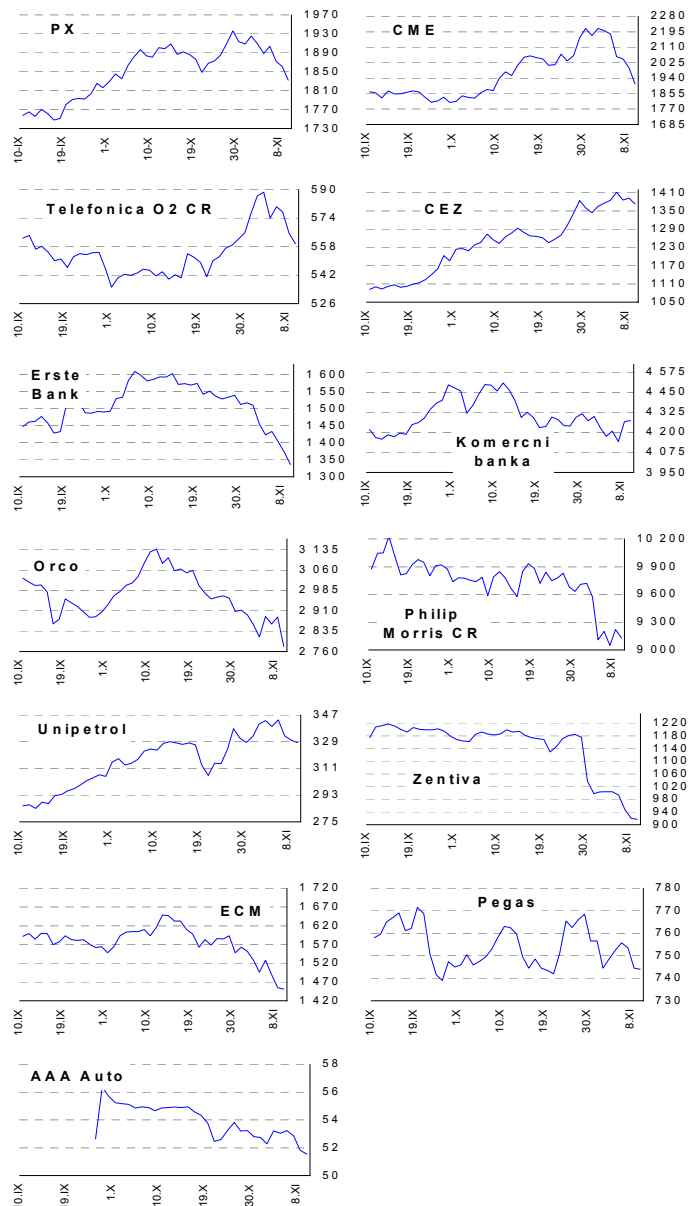 PX
1970
1930
1890
1850
1810
1770
1730
10-IX
19-IX
1-X
10-X
19-X
30-X
8-XI
CME
2280
2195
2110
2025
1940
1855
1770
1685
10.IX
19.IX
1.X
10.X
19.X
30.X
8.XI
Telefonica O2 CR
590
574
558
542
526
10.IX
19.IX
1.X
10.X
19.X
30.X
8.XI
CEZ
1410
1350
1290
1230
1170
1110
1050
10.IX
19.IX
1.X
10.X
19.X
30.X
8.XI
Erste
Bank
1 600
1 550
1 500
1 450
1 400
1 350
1 300
10.IX
19.IX
1.X
10.X
19.X
30.X
8.XI
Komercni
banka
4 575
4 450
4 325
4 200
4 075
3 950
10.IX
19.IX
1.X
10.X
19.X
30.X
8.XI
Orco
3 135
3 060
2 985
2 910
2 835
2 760
10.IX
19.IX
1.X
10.X
19.X
30.X
8.XI
Philip
Morris CR
10 200
9 900
9 600
9 300
9 000
10.IX
19.IX
1.X
10.X
19.X
30.X
8.XI
Unipetrol
347
329
311
293
275
10.IX
19.IX
1.X
10.X
19.X
30.X
8.XI
Zentiva
1220
1180
1140
1100
1060
1020
980
940
900
10.IX
19.IX
1.X
10.X
19.X
30.X
8.XI
ECM
1 720
1 670
1 620
1 570
1 520
1 470
1 420
10.IX
19.IX
1.X
10.X
19.X
30.X
8.XI
Pegas
780
770
760
750
740
730
10.IX
19.IX
1.X
10.X
19.X
30.X
8.XI
AAA Auto
58
56
54
52
50
10.IX
19.IX
1.X
10.X
19.X
30.X
8.XI